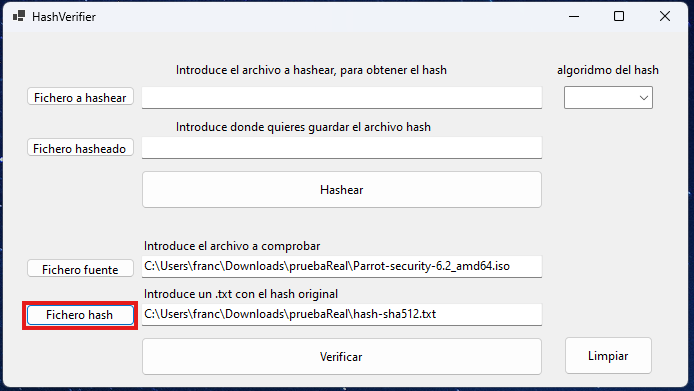 HashVerifier
Introduce el archivo a hashear, para obtener el hash
algoridmo del hash
Fichero a hashear
Introduce donde quieres guardar el archivo hash
Fichero hasheado
Hashear
Introduce el archivo a comprobar
Fichero fuente
C:\Users\franc\Downloads\pruebaReal\Parrot-security-6.2_amd64.iso
Introduce un .txt con el hash original
Fichero hash
C:\Users\franc\Downloads\pruebaReal\hash-sha512.txt
Verificar
Limpiar